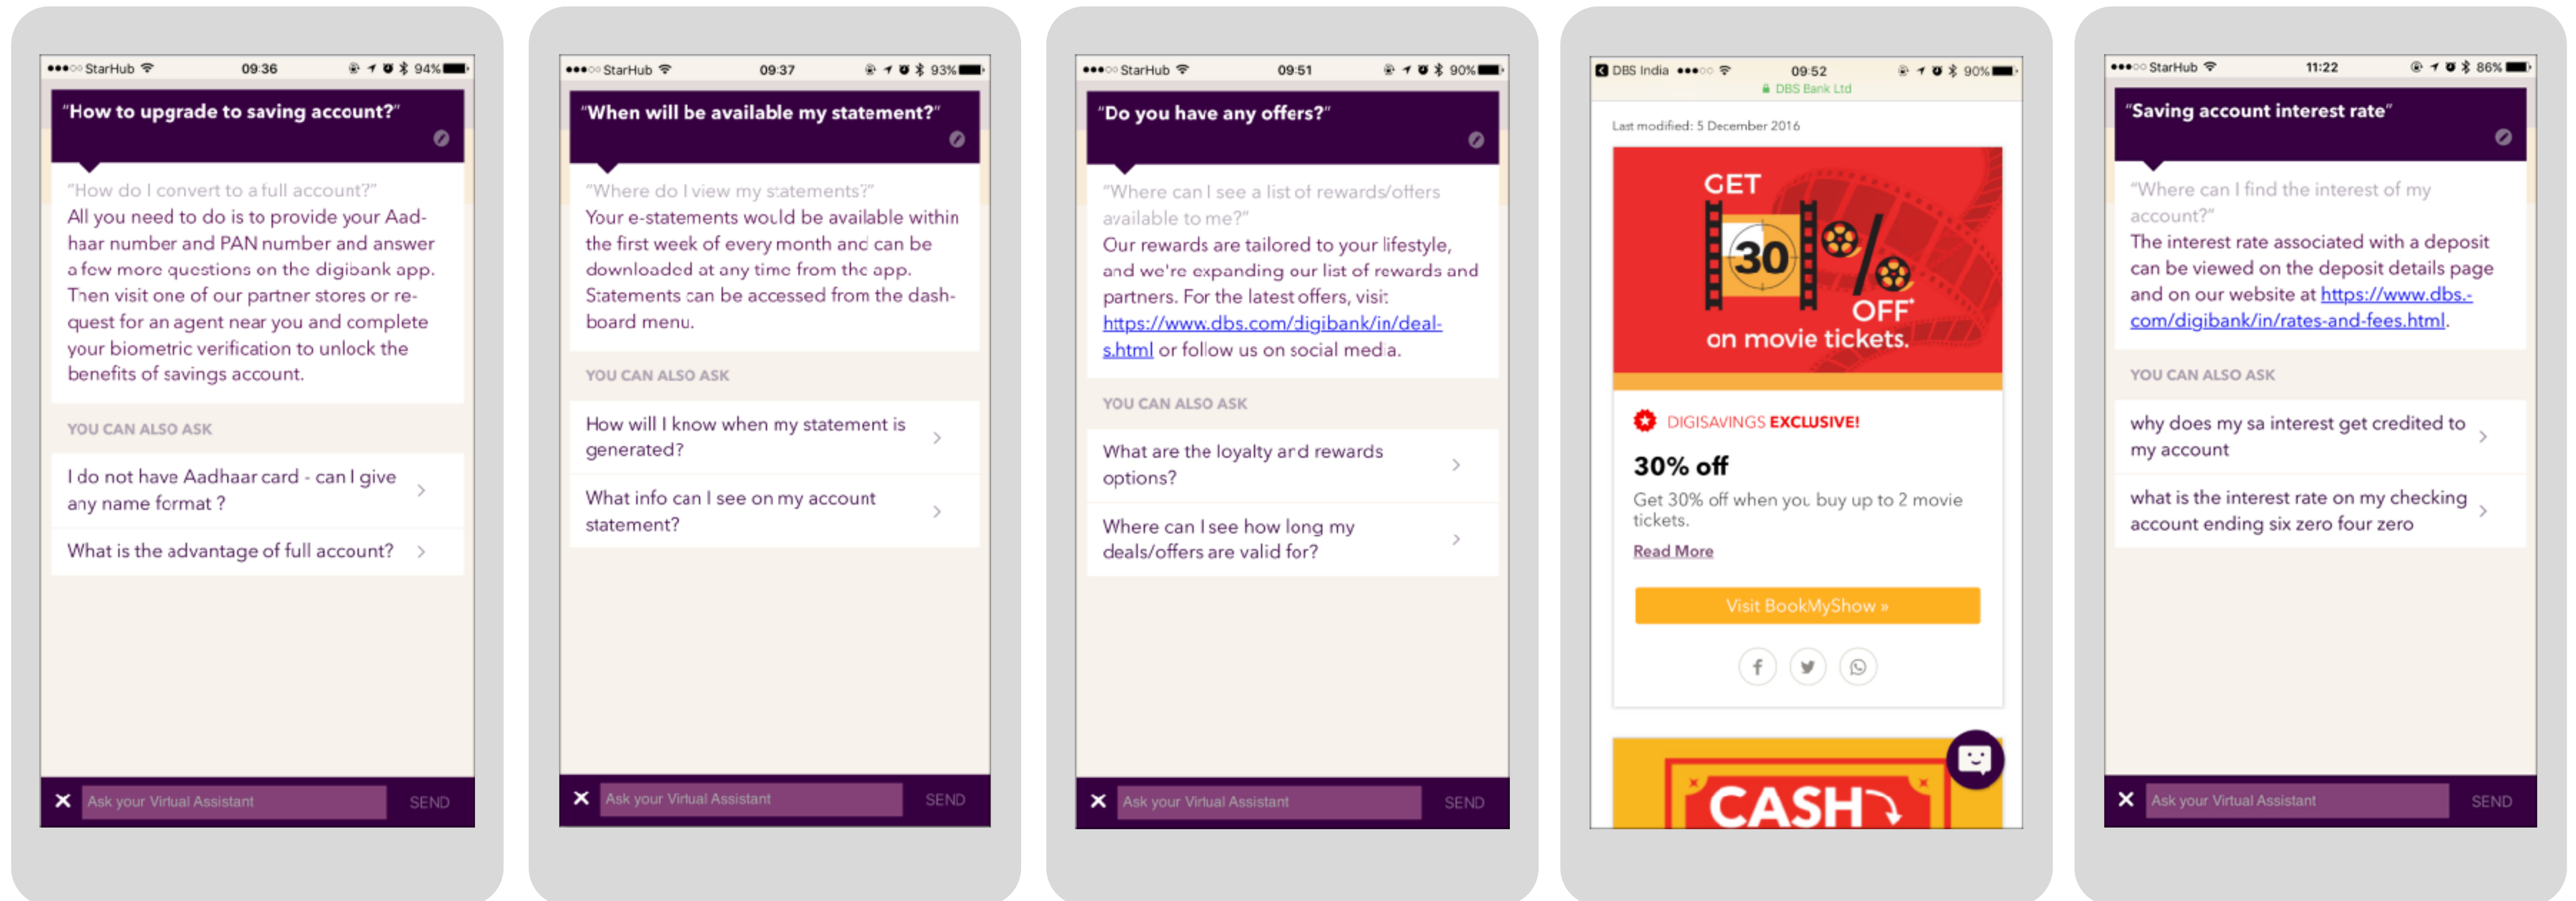 StarHub 09:36 94%
"How to upgrade to saving account?"
"How do I convert to a full account?"
All you need to do is to provide your Aad-
haar number and PAN number and answer
a few more questions on the digibank app.
Then visit one of our partner stores or re-
quest for an agent near you and complete
your biometric verification to unlock the
benefits of savings account.
YOU CAN ALSO ASK
I do not have Aadhaar card - can I give
any name format ?
What is the advantage of full account?
Ask your Virtual Assistant SEND
StarHub 09:37 93%
"When will be available my statement?"
"Where do I view my statements?"
Your e-statements would be available within
the first week of every month and can be
downloaded at any time from the app.
Statements can be accessed from the dash-
board menu.
YOU CAN ALSO ASK
How will I know when my statement is
generated?
What info can I see on my account
statement?
Ask your Virtual Assistant SEND
StarHub 09:51 90%
"Do you have any offers?"
"Where can I see a list of rewards/offers
available to me?"
Our rewards are tailored to your lifestyle,
and we're expanding our list of rewards and
partners. For the latest offers, visit
https://www.dbs.com/digibank/in/deal-
s.html or follow us on social media.
YOU CAN ALSO ASK
What are the loyalty and rewards
options?
Where can I see how long my
deals/offers are valid for?
Ask your Virtual Assistant SEND
DBS India 09:52 90%
DBS Bank Ltd
Last modified: 5 December 2016
GET
30%
OFF*
on movie tickets.
DIGISAVINGS EXCLUSIVE!
30% off
Get 30% off when you buy up to 2 movie
tickets.
Read More
Visit BookMyShow »
CASH
StarHub 11:22 86%
"Saving account interest rate"
"Where can I find the interest of my
account?"
The interest rate associated with a deposit
can be viewed on the deposit details page
and on our website at https://www.dbs.-
com/digibank/in/rates-and-fees.html.
YOU CAN ALSO ASK
why does my sa interest get credited to
my account
what is the interest rate on my checking
account ending six zero four zero
Ask your Virtual Assistant SEND